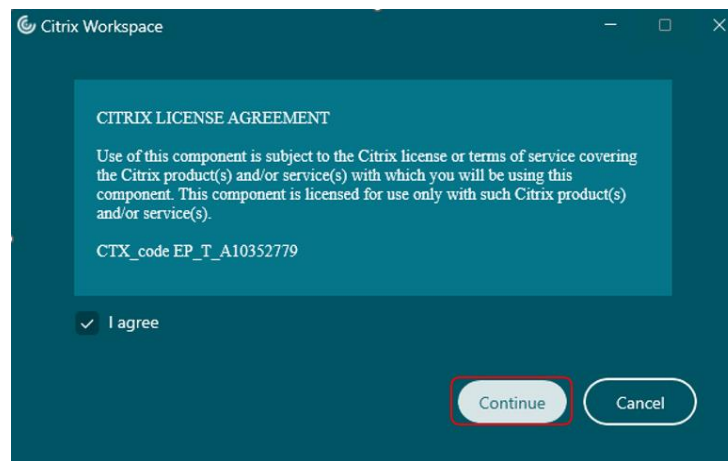 Citrix Workspace
CITRIX LICENSE AGREEMENT
Use of this component is subject to the Citrix license or terms of service covering
the Citrix product(s) and/or service(s) with which you will be using this
component. This component is licensed for use only with such Citrix product(s)
and/or service(s).
CTX_code EP_T_A10352779
I agree
Continue
Cancel